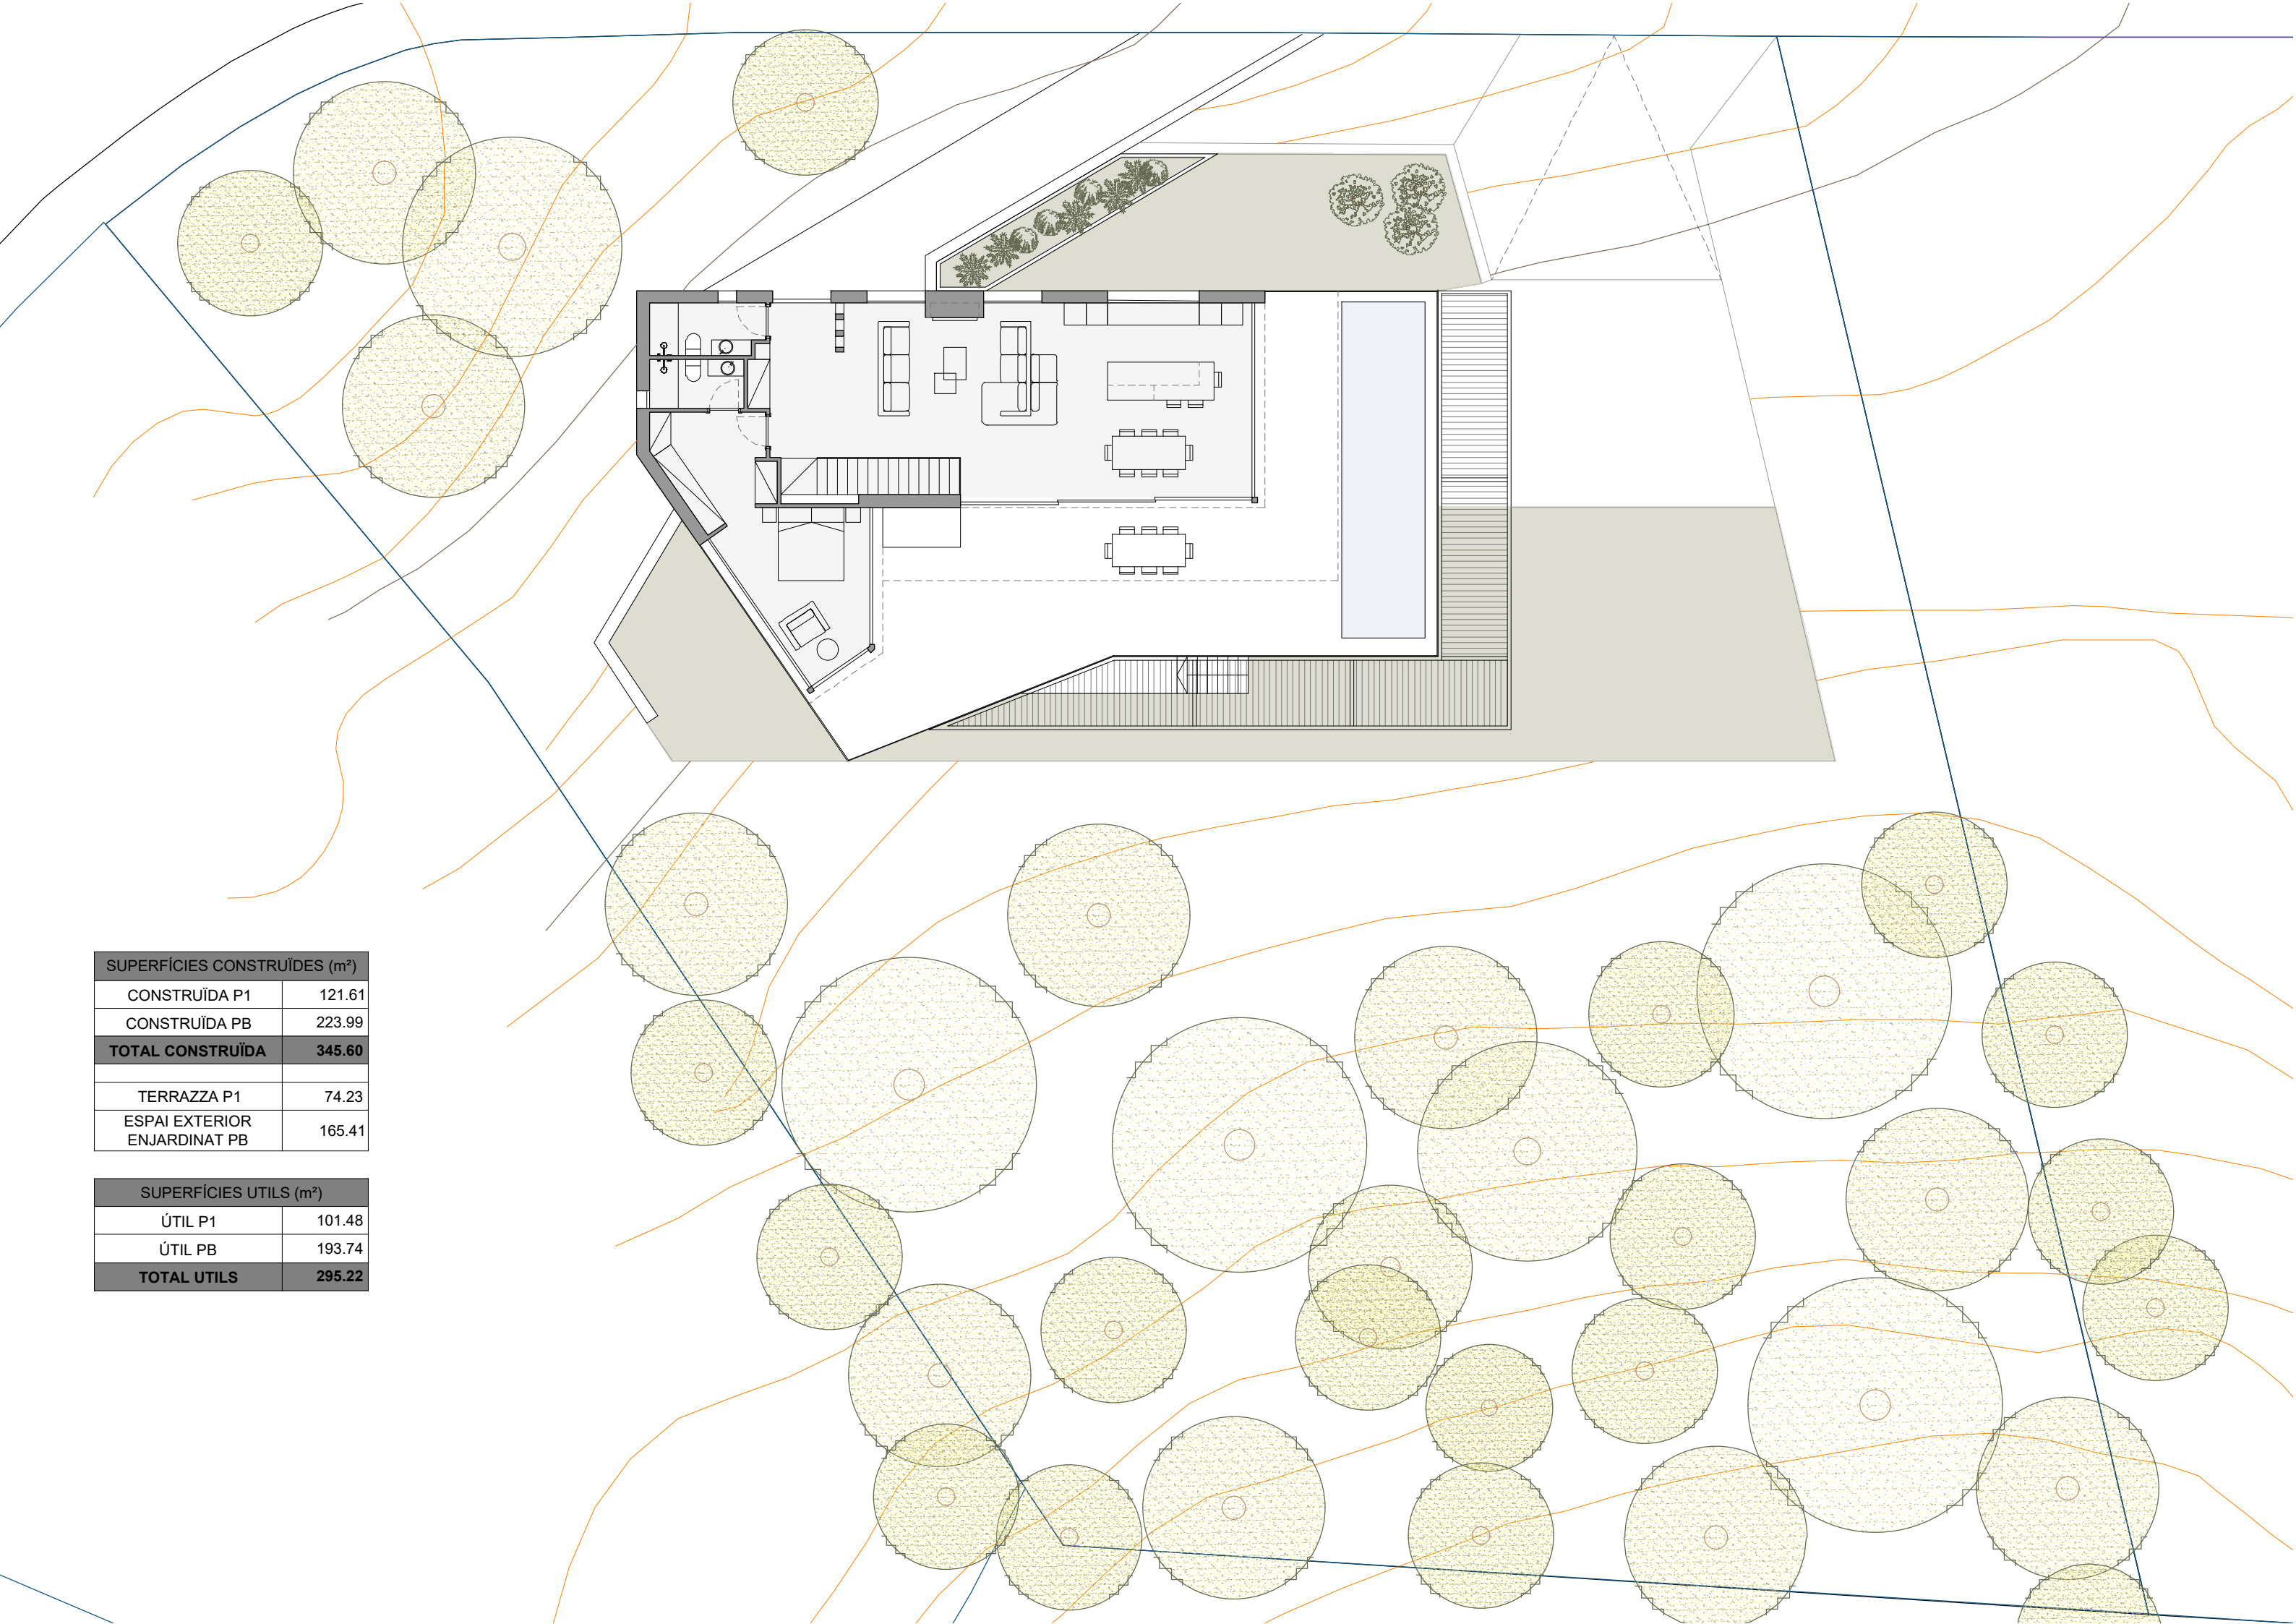 SUPERFÍCIES CONSTRUÏDES (m²)
CONSTRUÏDA P1 121.61
CONSTRUÏDA PB 223.99
TOTAL CONSTRUÏDA 345.60
TERRAZZA P1 74.23
ESPAI EXTERIOR
ENJARDINAT PB 165.41
SUPERFÍCIES UTILS (m²)
ÚTIL P1 101.48
ÚTIL PB 193.74
TOTAL UTILS 295.22